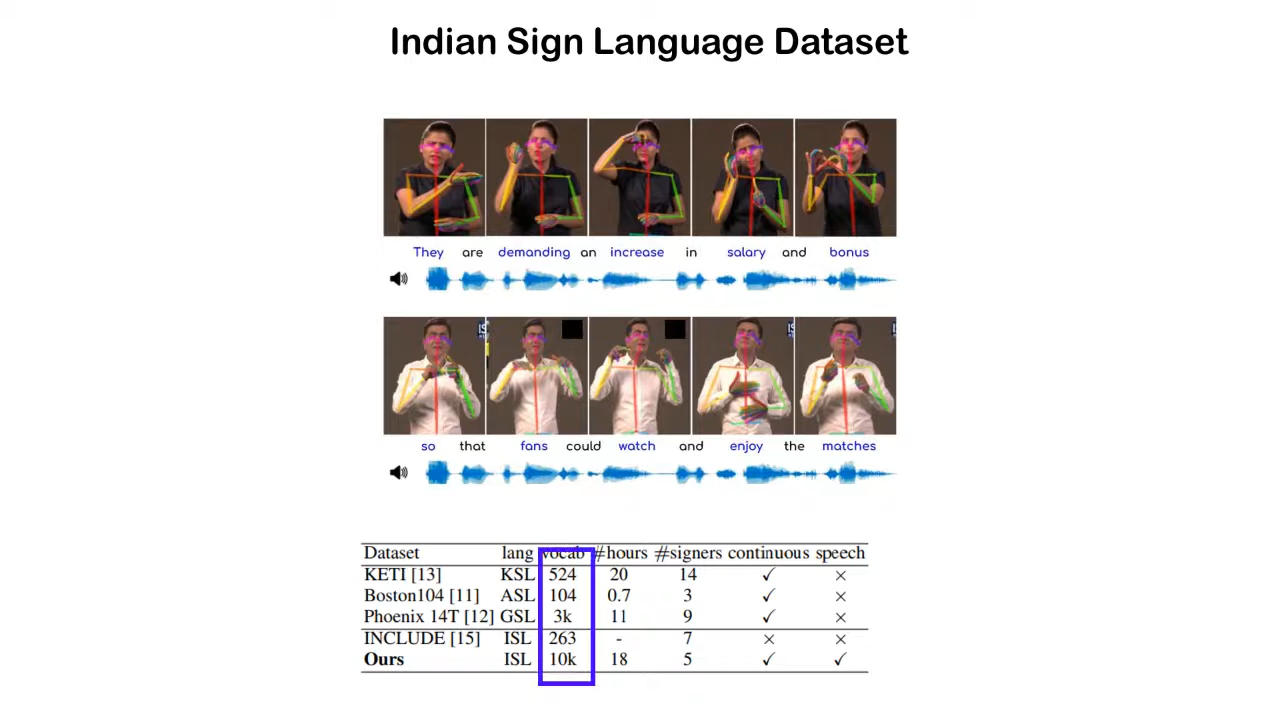 Indian Sign Language Dataset
They are demanding an increase in salary and bonus
so that fans could watch and enjoy the matches
Dataset lang vocab #hours #signers continuous speech
KETI [13] KSL 524 20 14 ✓ ×
Boston104 [11] ASL 104 0.7 3 ✓ ×
Phoenix 14T [12] GSL 3k 11 9 ✓ ×
INCLUDE [15] ISL 263 - 7 × ×
Ours ISL 10k 18 5 ✓ ✓